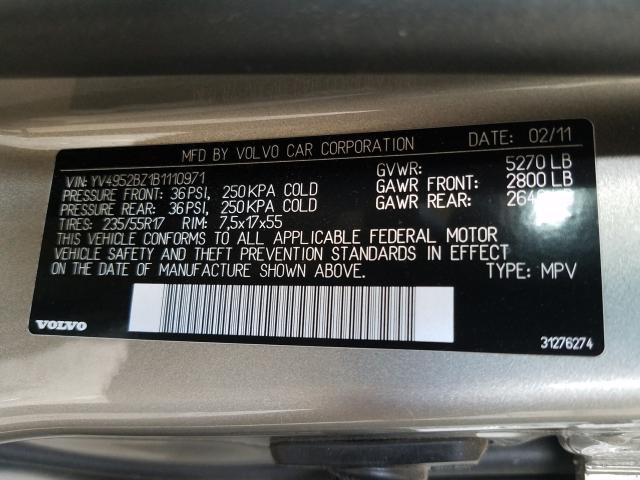 MFD BY VOLVO CAR CORPORATION DATE: 02/11
VIN: YV4952BZ1B1110971 GVWR: 5270 LB
PRESSURE FRONT: 36 PSI, 250 KPA COLD GAWR FRONT: 2800 LB
PRESSURE REAR: 36 PSI, 250 KPA COLD GAWR REAR:
TIRES: 235/55R17 RIM: 7,5x17x55
THIS VEHICLE CONFORMS TO ALL APPLICABLE FEDERAL MOTOR
VEHICLE SAFETY AND THEFT PREVENTION STANDARDS IN EFFECT
ON THE DATE OF MANUFACTURE SHOWN ABOVE. TYPE: MPV
VOLVO 31276274